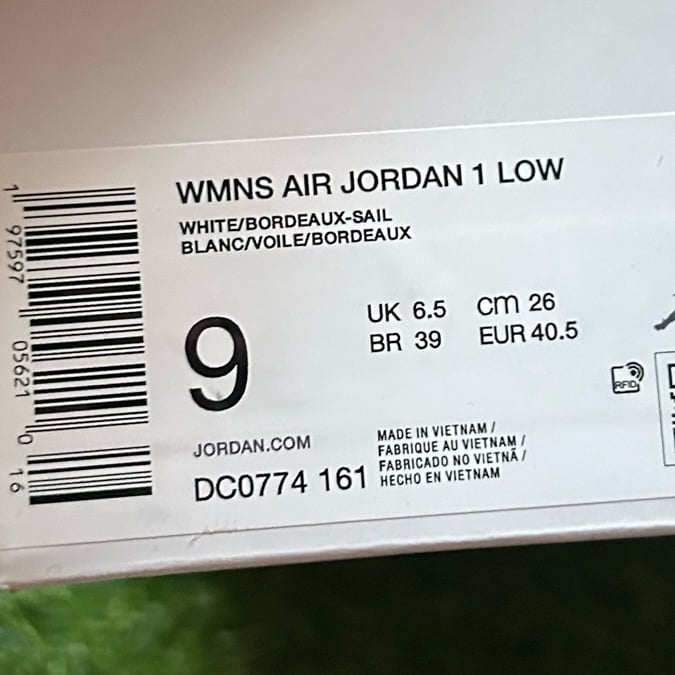 WMNS AIR JORDAN 1 LOW
WHITE/BORDEAUX-SAIL
BLANC/VOILE/BORDEAUX
9
UK 6.5 cm 26
BR 39 EUR 40.5
RFID
JORDAN.COM
DC0774 161
MADE IN VIETNAM /
FABRIQUE AU VIETNAM /
FABRICADO NO VIETNÃ /
HECHO EN VIETNAM
1 97597 05621 0 16